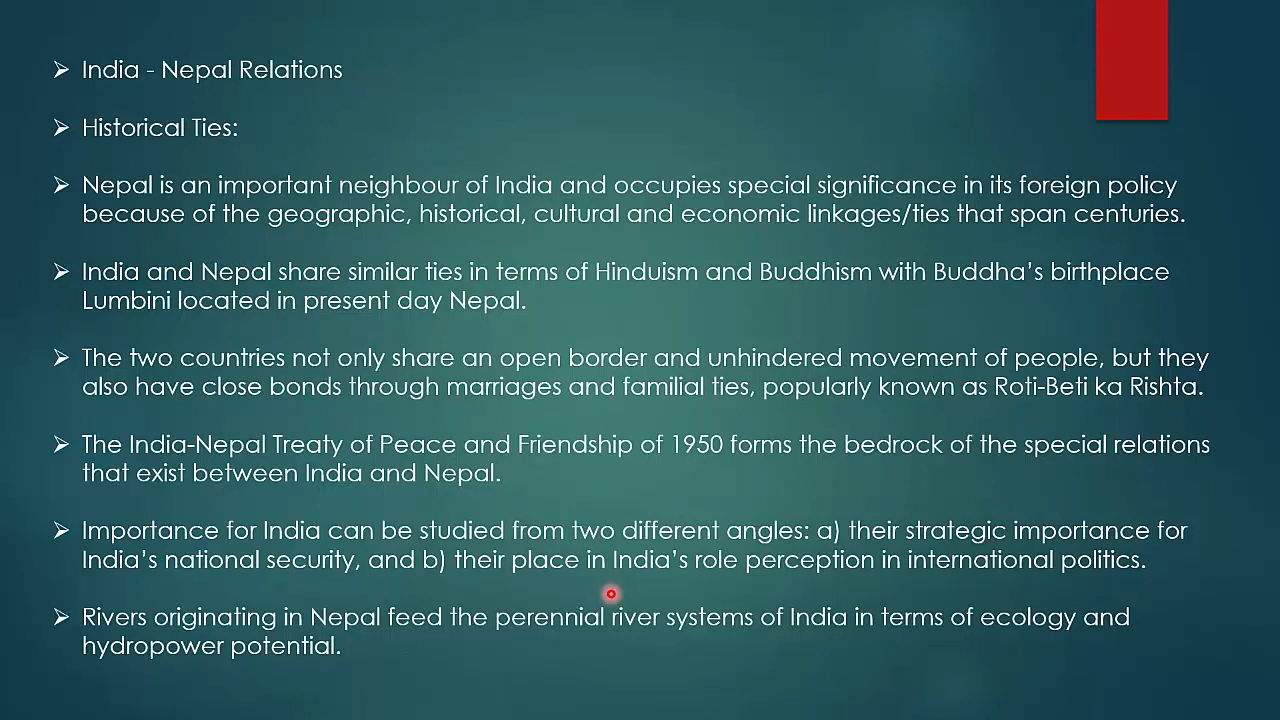 ➢ India - Nepal Relations
➢ Historical Ties:
➢ Nepal is an important neighbour of India and occupies special significance in its foreign policy
because of the geographic, historical, cultural and economic linkages/ties that span centuries.
➢ India and Nepal share similar ties in terms of Hinduism and Buddhism with Buddha’s birthplace
Lumbini located in present day Nepal.
➢ The two countries not only share an open border and unhindered movement of people, but they
also have close bonds through marriages and familial ties, popularly known as Roti-Beti ka Rishta.
➢ The India-Nepal Treaty of Peace and Friendship of 1950 forms the bedrock of the special relations
that exist between India and Nepal.
➢ Importance for India can be studied from two different angles: a) their strategic importance for
India’s national security, and b) their place in India’s role perception in international politics.
➢ Rivers originating in Nepal feed the perennial river systems of India in terms of ecology and
hydropower potential.